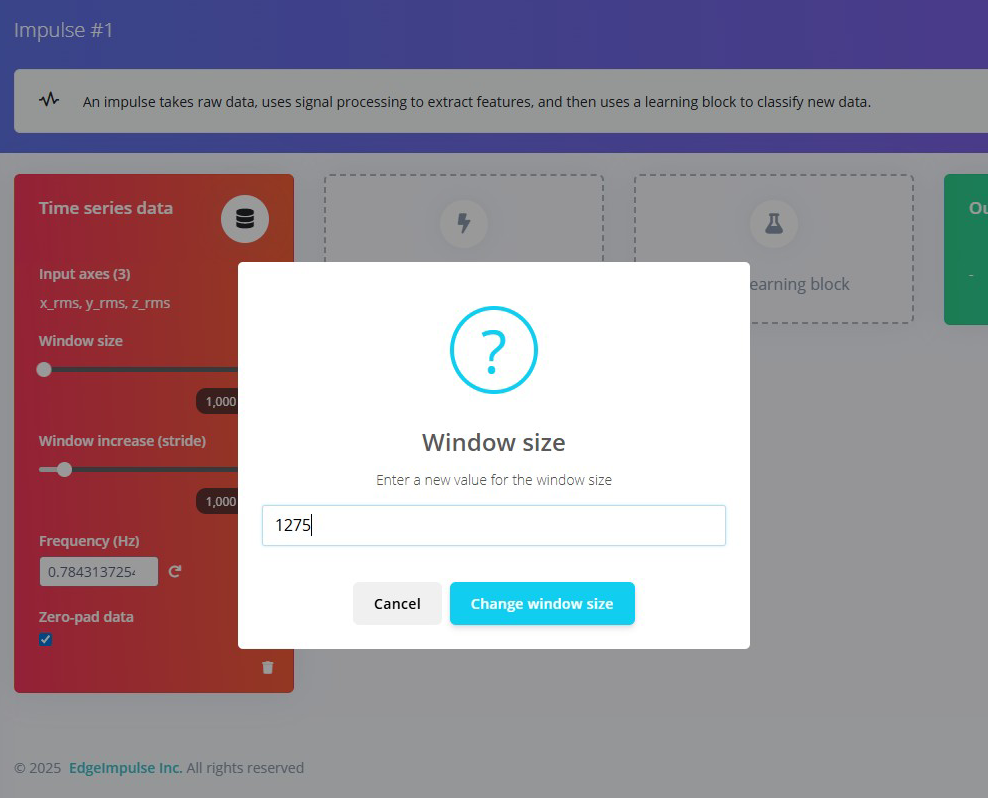 Impulse #1
An impulse takes raw data, uses signal processing to extract features, and then uses a learning block to classify new data.
Time series data
Input axes (3)
x_rms, y_rms, z_rms
Window size
1,000
Window increase (stride)
1,000
Frequency (Hz)
0.784313725
Zero-pad data
earning block
Ou
-
?
Window size
Enter a new value for the window size
1275
Cancel
Change window size
© 2025 EdgeImpulse Inc. All rights reserved